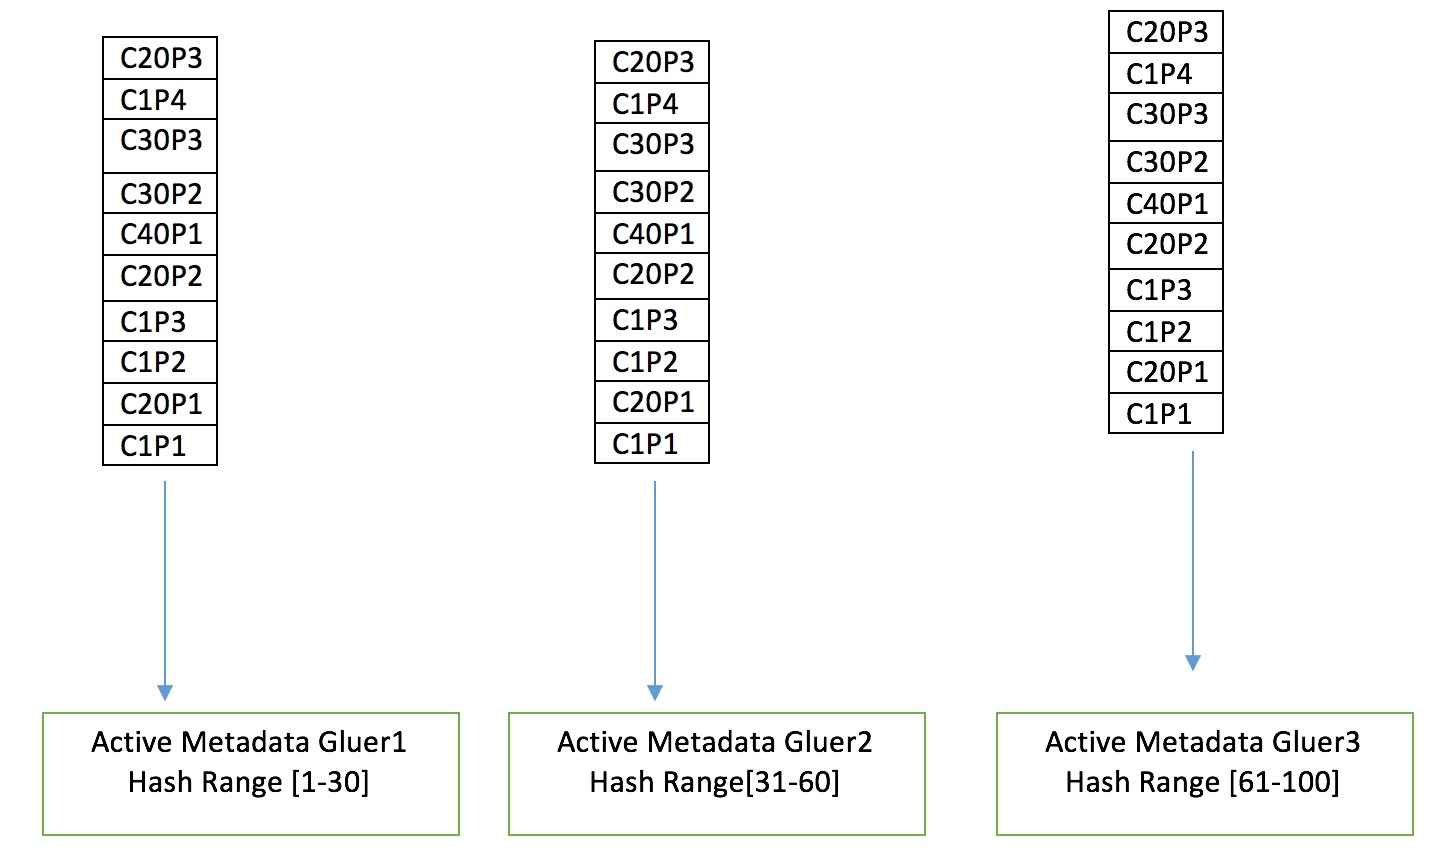 C20P3
C1P4
C30P3
C30P2
C40P1
C20P2
C1P3
C1P2
C20P1
C1P1
C20P3
C1P4
C30P3
C30P2
C40P1
C20P2
C1P3
C1P2
C20P1
C1P1
C20P3
C1P4
C30P3
C30P2
C40P1
C20P2
C1P3
C1P2
C20P1
C1P1
Active Metadata Gluer1
Hash Range [1-30]
Active Metadata Gluer2
Hash Range[31-60]
Active Metadata Gluer3
Hash Range [61-100]